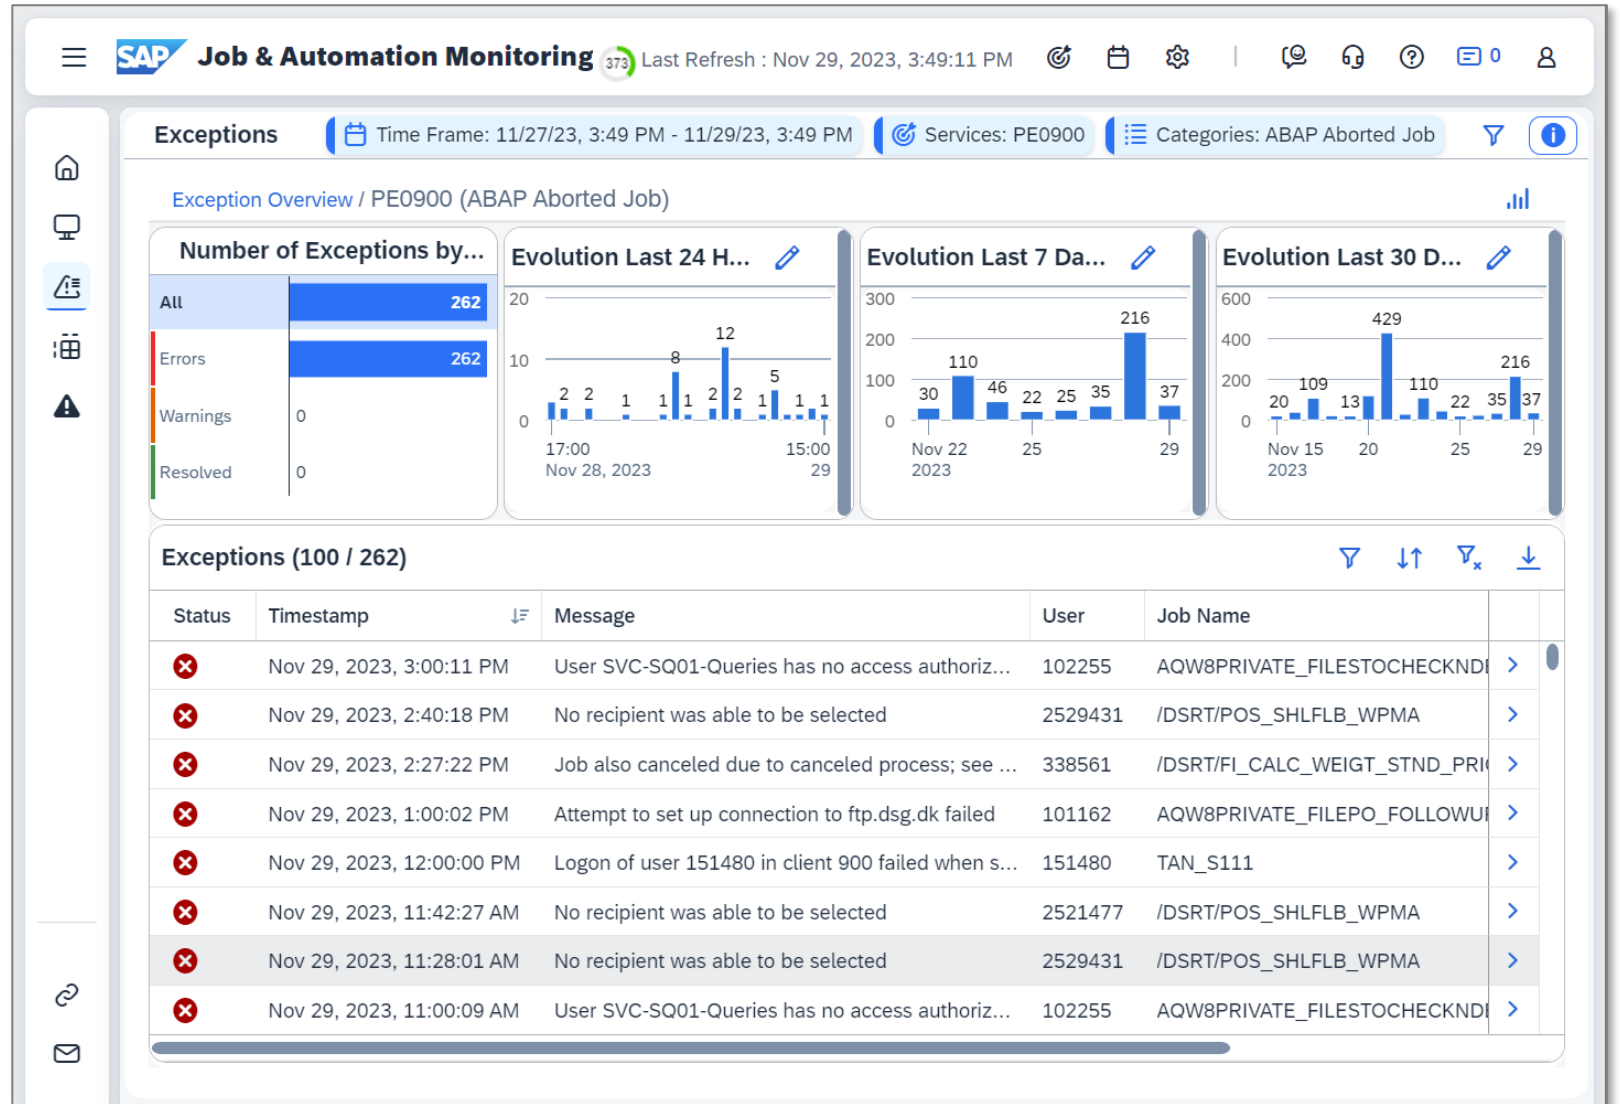 SAP Job & Automation Monitoring 373 Last Refresh : Nov 29, 2023, 3:49:11 PM 0
Exceptions Time Frame: 11/27/23, 3:49 PM - 11/29/23, 3:49 PM Services: PE0900 Categories: ABAP Aborted Job
Exception Overview / PE0900 (ABAP Aborted Job)
Number of Exceptions by...
All 262
Errors 262
Warnings 0
Resolved 0
Evolution Last 24 H...
20
10
0
2 2 1 1 8 1 2 12 2 1 5 1 1
17:00 15:00
Nov 28, 2023 29
Evolution Last 7 Da...
300
200
100
0
30 110 46 22 25 35 216 37
Nov 22 25 29
2023
Evolution Last 30 D...
600
400
200
0
20 109 13 429 110 22 35 216 37
Nov 15 20 25 29
2023
Exceptions (100 / 262)
Status Timestamp Message User Job Name
Nov 29, 2023, 3:00:11 PM User SVC-SQ01-Queries has no access authoriz... 102255 AQW8PRIVATE_FILESTOCHECKND
Nov 29, 2023, 2:40:18 PM No recipient was able to be selected 2529431 /DSRT/POS_SHLFLB_WPMA
Nov 29, 2023, 2:27:22 PM Job also canceled due to canceled process; see ... 338561 /DSRT/FI_CALC_WEIGT_STND_PRI
Nov 29, 2023, 1:00:02 PM Attempt to set up connection to ftp.dsg.dk failed 101162 AQW8PRIVATE_FILEPO_FOLLOWU
Nov 29, 2023, 12:00:00 PM Logon of user 151480 in client 900 failed when s... 151480 TAN_S111
Nov 29, 2023, 11:42:27 AM No recipient was able to be selected 2521477 /DSRT/POS_SHLFLB_WPMA
Nov 29, 2023, 11:28:01 AM No recipient was able to be selected 2529431 /DSRT/POS_SHLFLB_WPMA
Nov 29, 2023, 11:00:09 AM User SVC-SQ01-Queries has no access authoriz... 102255 AQW8PRIVATE_FILESTOCHECKND